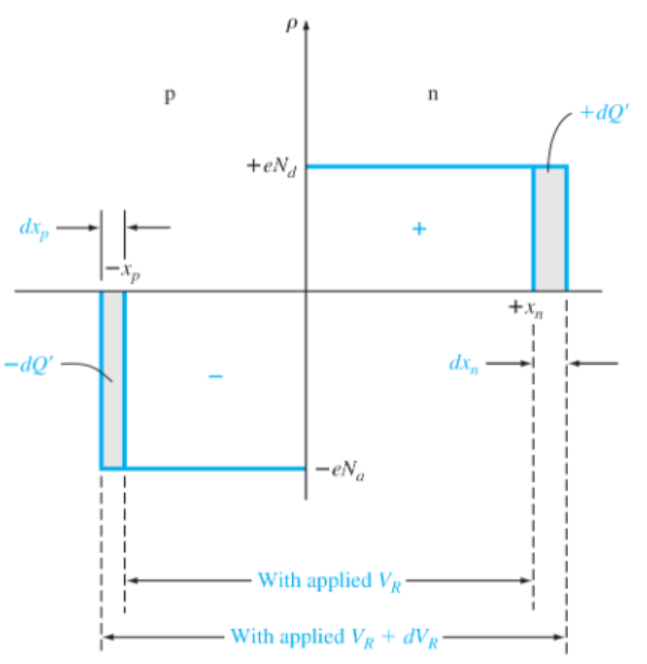 ρ
p
n
+dQ′
+eN_d
dx_p
+
−x_p
+x_n
−dQ′
−
dx_n
−eN_a
With applied V_R
With applied V_R + dV_R